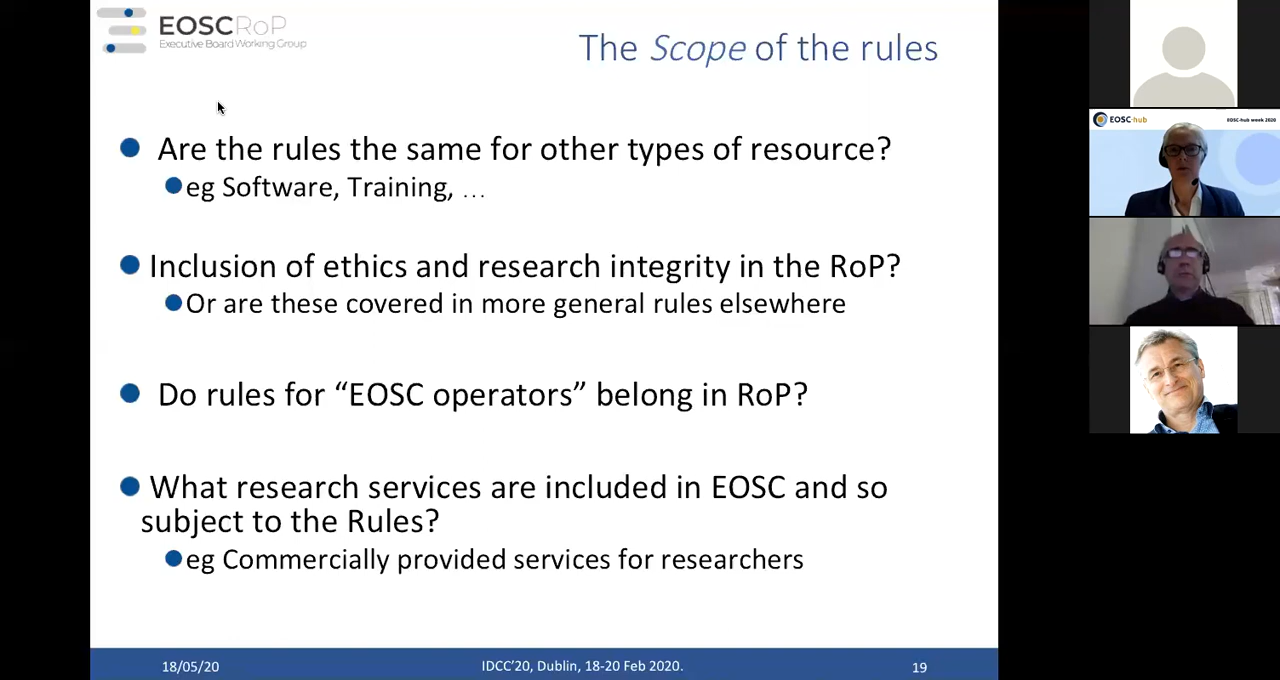 EOSCRoP
Executive Board Working Group
The Scope of the rules
Are the rules the same for other types of resource?
eg Software, Training, …
Inclusion of ethics and research integrity in the RoP?
Or are these covered in more general rules elsewhere
Do rules for “EOSC operators” belong in RoP?
What research services are included in EOSC and so
subject to the Rules?
eg Commercially provided services for researchers
18/05/20
IDCC’20, Dublin, 18-20 Feb 2020.
19
EOSC-hub
EOSC-hub week 2020